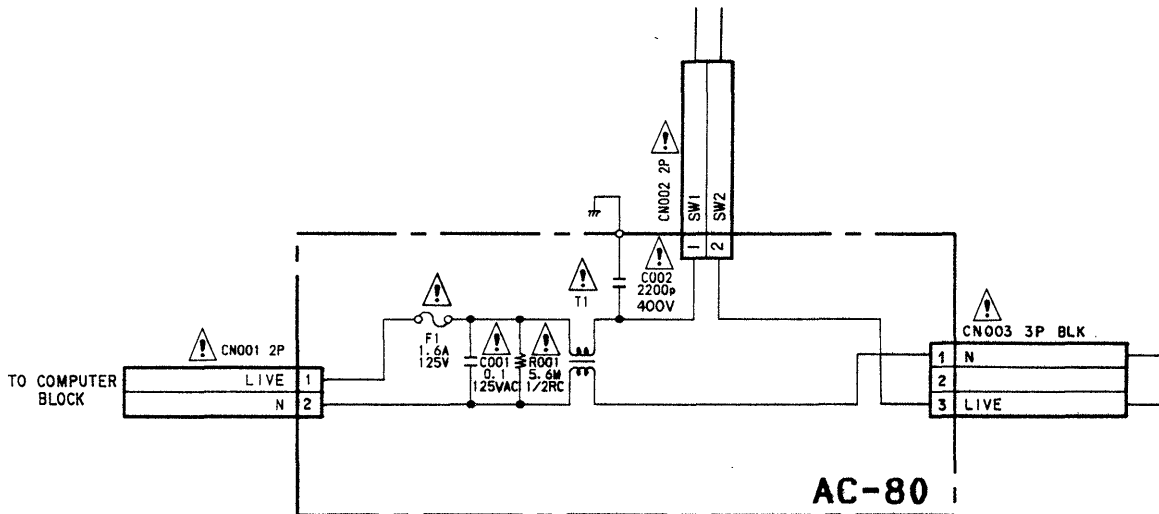 CN002 2P
SW1
SW2
1
2
!
!
!
C002
2200p
400V
T1
!
F1
1.6A
125V
!
C001
0.1
125VAC
!
R001
5.6M
1/2RC
!
CN001 2P
TO COMPUTER
BLOCK
LIVE 1
N 2
!
CN003 3P BLK
1 N
2
3 LIVE
AC-80